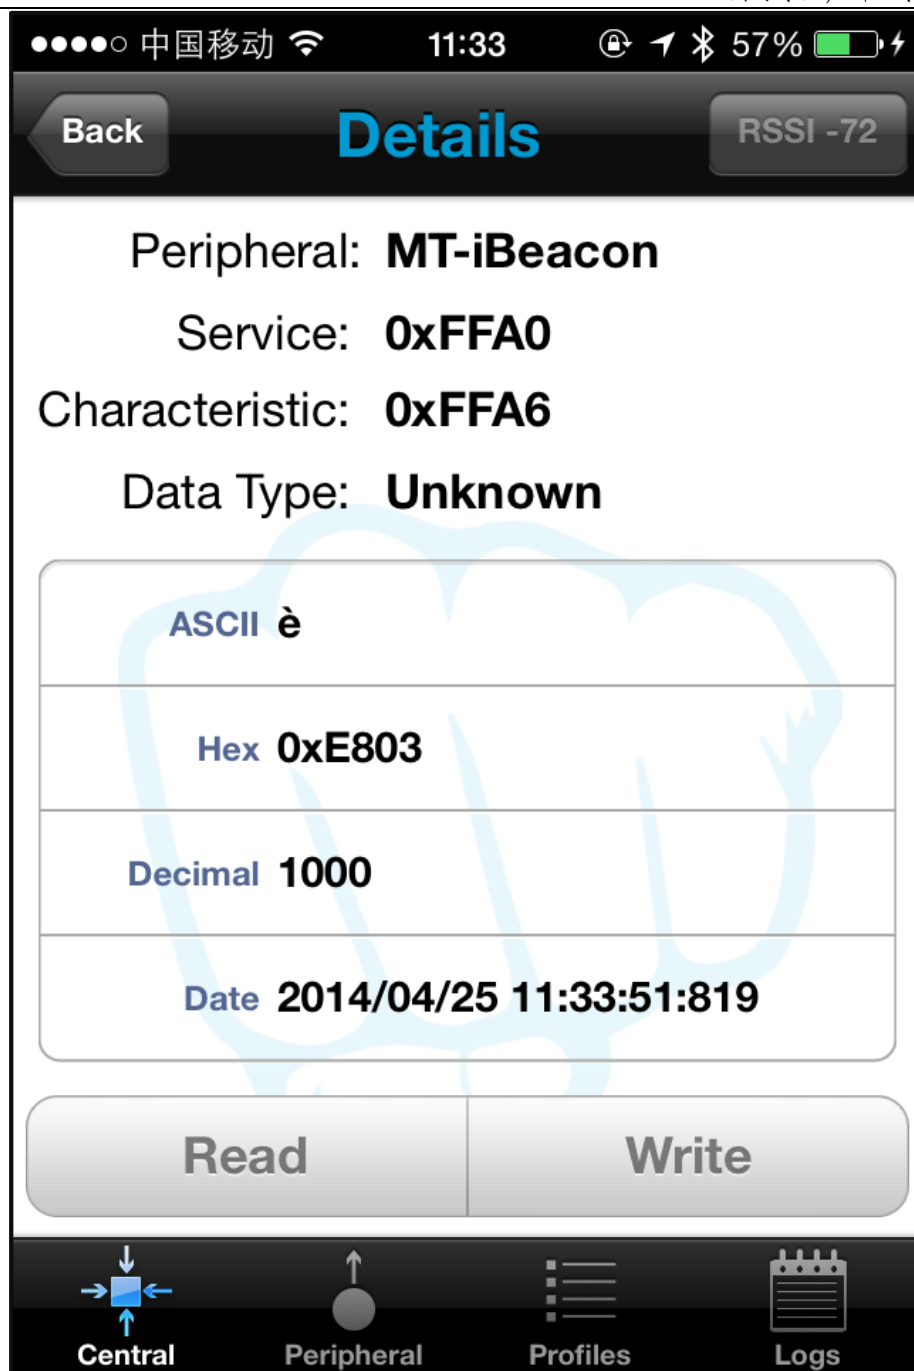 中国移动 11:33 57%
Back Details RSSI -72
Peripheral: MT-iBeacon
Service: 0xFFA0
Characteristic: 0xFFA6
Data Type: Unknown
ASCII è
Hex 0xE803
Decimal 1000
Date 2014/04/25 11:33:51:819
Read Write
Central Peripheral Profiles Logs